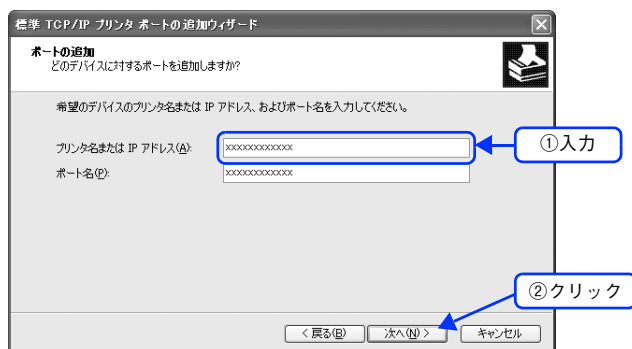 標準 TCP/IP プリンタ ポートの追加ウィザード
ポートの追加
どのデバイスに対するポートを追加しますか?
希望のデバイスのプリンタ名または IP アドレス、およびポート名を入力してください。
プリンタ名または IP アドレス(A):
xxxxxxxxxxxx
①入力
ポート名(P):
xxxxxxxxxxxx
②クリック
< 戻る(B)
次へ(N) >
キャンセル